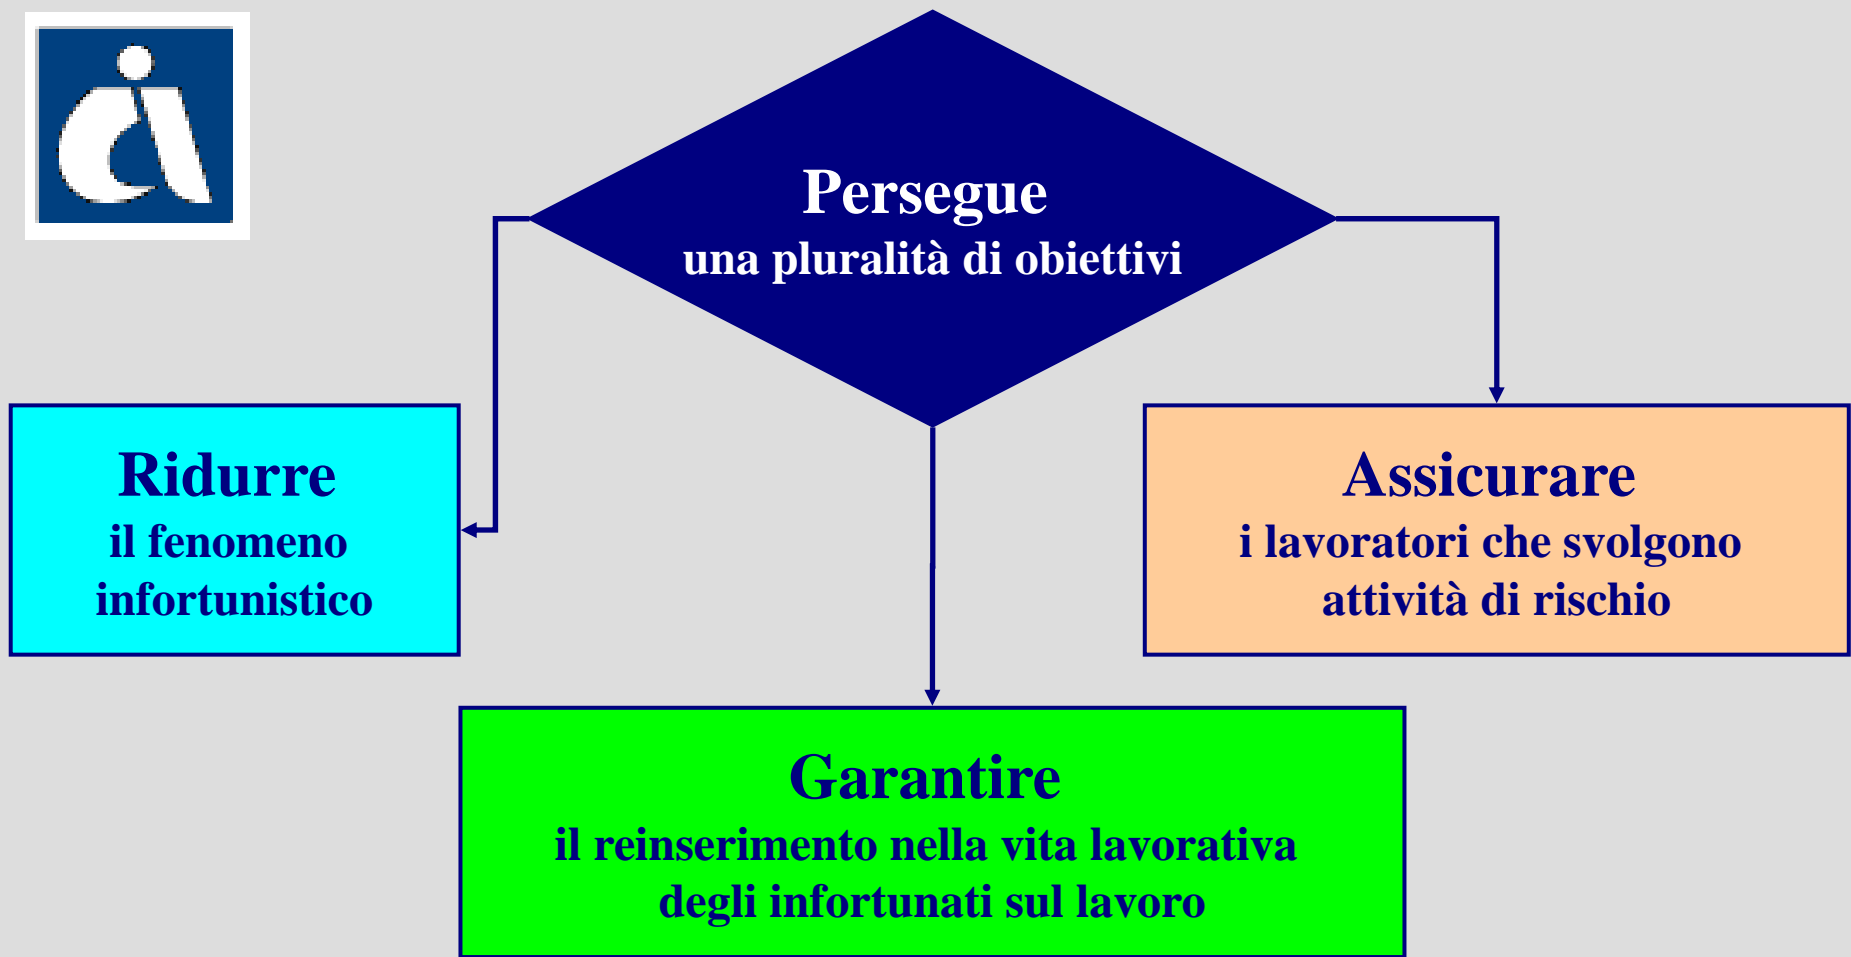 Persegue
una pluralità di obiettivi
Ridurre
il fenomeno
infortunistico
Assicurare
i lavoratori che svolgono
attività di rischio
Garantire
il reinserimento nella vita lavorativa
degli infortunati sul lavoro